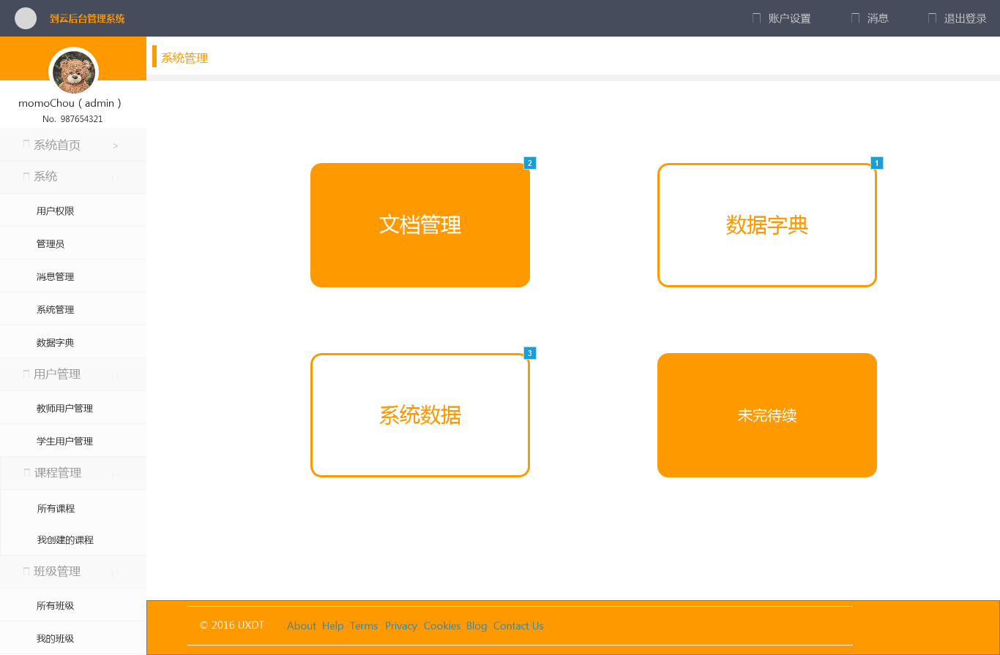 到云后台管理系统
账户设置
消息
退出登录
momoChou ( admin )
No. 987654321
系统首页 >
系统
用户权限
管理员
消息管理
系统管理
数据字典
用户管理
教师用户管理
学生用户管理
课程管理
所有课程
我创建的课程
班级管理
所有班级
我的班级
系统管理
2
文档管理
1
数据字典
3
系统数据
未完待续
© 2016 UXDT About Help Terms Privacy Cookies Blog Contact Us